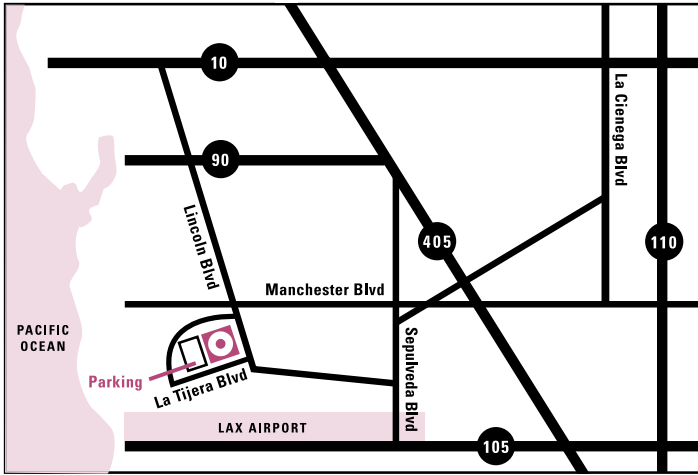 10
La Cienega Blvd
90
Lincoln Blvd
405
110
Manchester Blvd
PACIFIC
OCEAN
Parking
La Tijera Blvd
Sepulveda Blvd
LAX AIRPORT
105